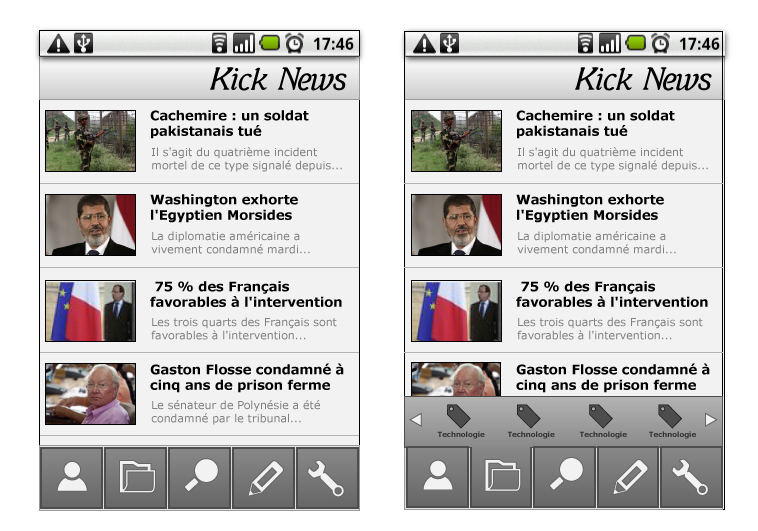 17:46
Kick News
Cachemire : un soldat
pakistanais tué
Il s'agit du quatrième incident
mortel de ce type signalé depuis...
Washington exhorte
l'Egyptien Morsides
La diplomatie américaine a
vivement condamné mardi...
75 % des Français
favorables à l'intervention
Les trois quarts des Français sont
favorables à l'intervention...
Gaston Flosse condamné à
cinq ans de prison ferme
Le sénateur de Polynésie a été
condamné par le tribunal...
17:46
Kick News
Cachemire : un soldat
pakistanais tué
Il s'agit du quatrième incident
mortel de ce type signalé depuis...
Washington exhorte
l'Egyptien Morsides
La diplomatie américaine a
vivement condamné mardi...
75 % des Français
favorables à l'intervention
Les trois quarts des Français sont
favorables à l'intervention...
Gaston Flosse condamné à
cinq ans de prison ferme
Technologie Technologie Technologie Technologie